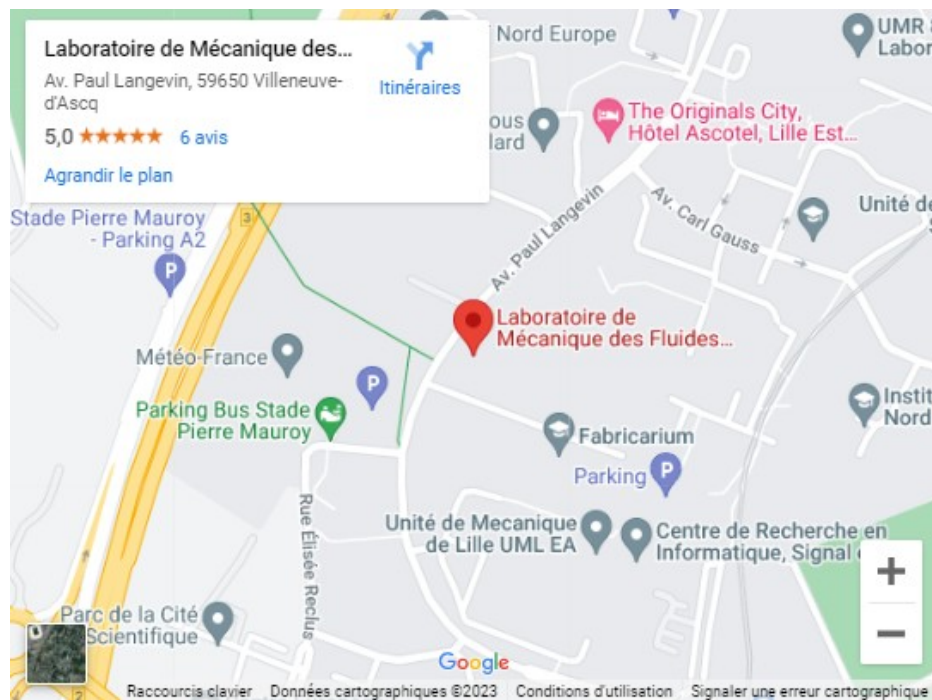 Laboratoire de Mécanique des...
Av. Paul Langevin, 59650 Villeneuve-
d'Ascq
5,0
6 avis
Agrandir le plan
Itinéraires
Nord Europe
UMR
Labor
ous
lard
The Originals City,
Hôtel Ascotel, Lille Est...
Stade Pierre Mauroy
- Parking A2
P
3
Av. Paul Langevin
Av. Carl Gauss
Unité de
Laboratoire de
Mécanique des Fluides...
Météo-France
P
Parking Bus Stade
Pierre Mauroy
Instit
Nord
Fabricarium
Parking
P
Rue Élisée Reclus
Unité de Mecanique
de Lille UML EA
Centre de Recherche en
Informatique, Signal
Parc de la Cité
Scientifique
+
−
2
Google
Raccourcis clavier
Données cartographiques ©2023
Conditions d'utilisation
Signaler une erreur cartographique